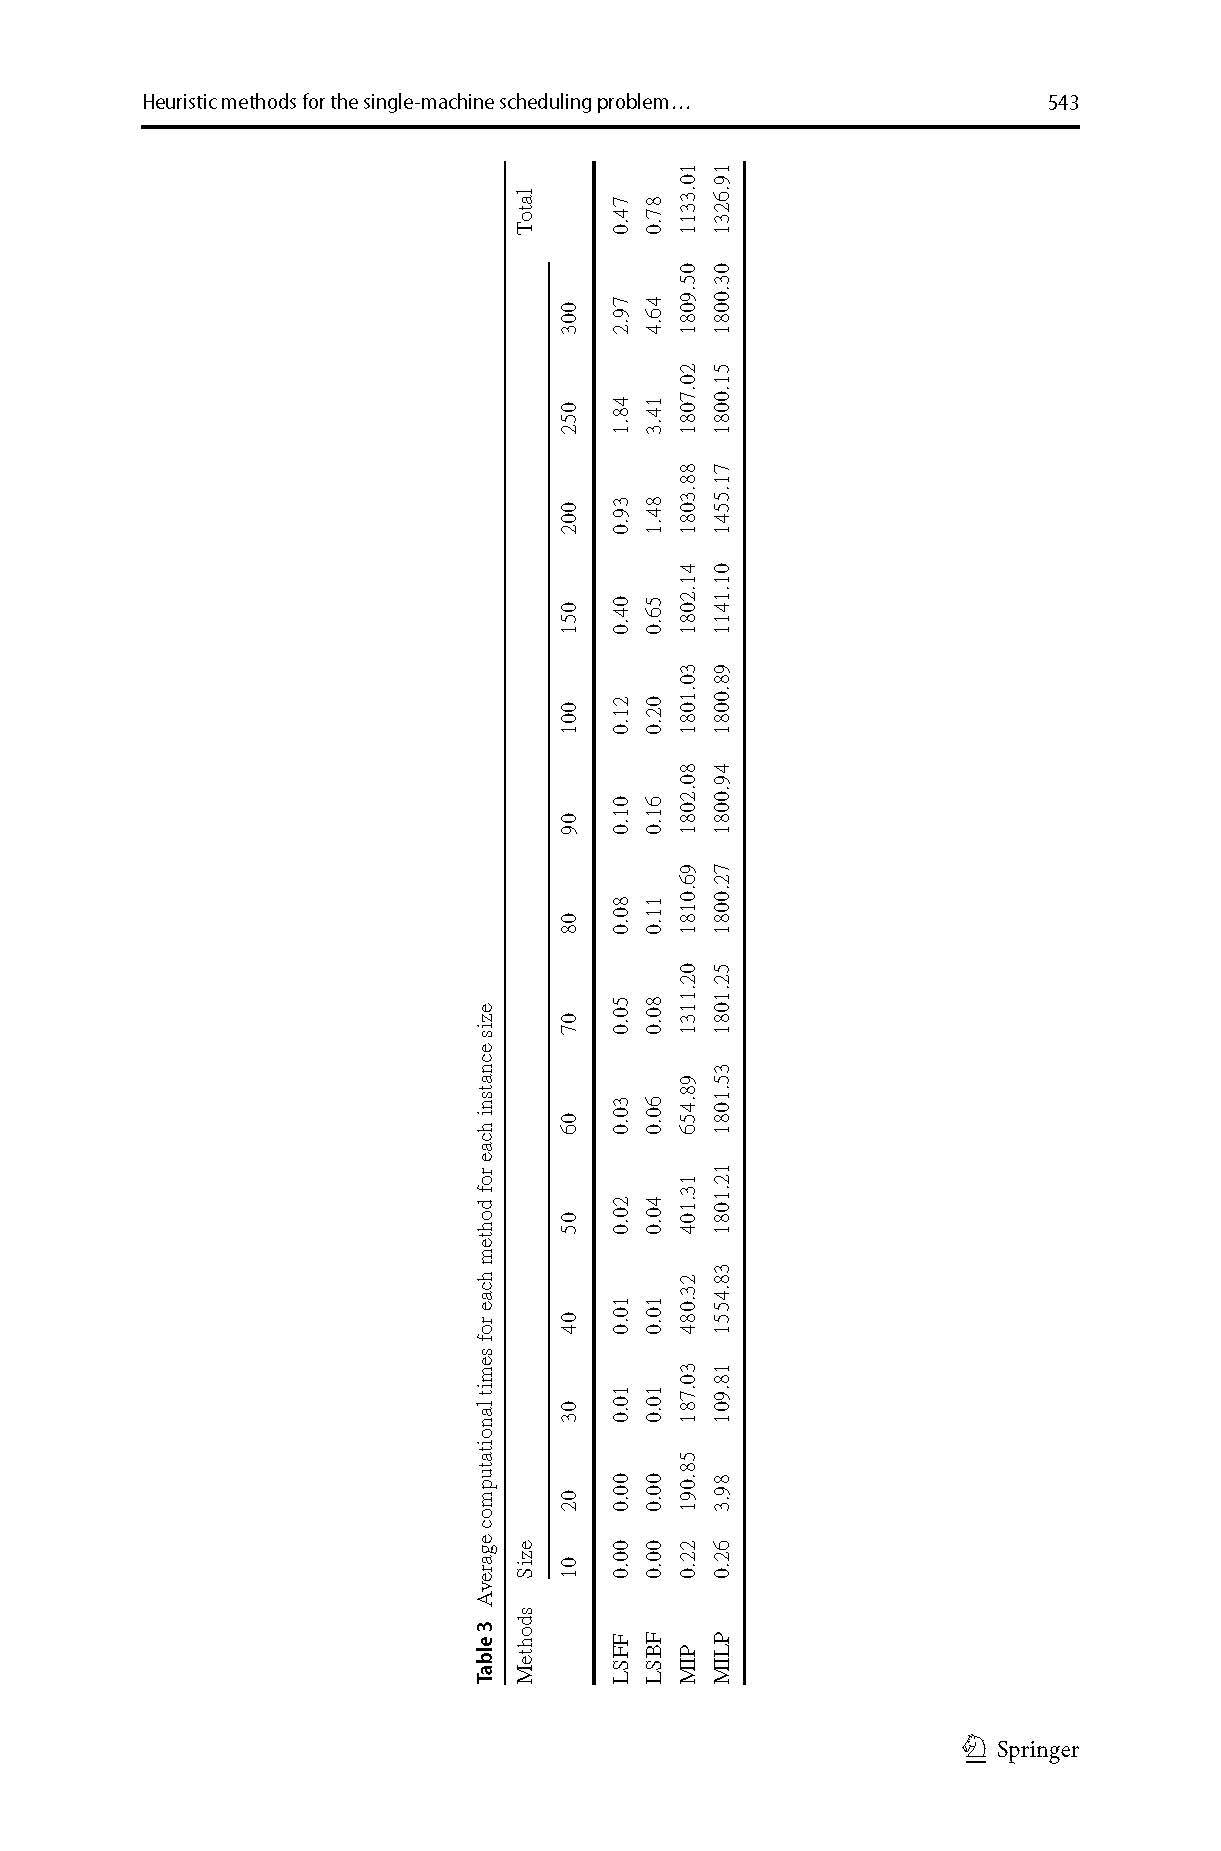 Heuristic methods for the single-machine scheduling problem…
543
Table 3 Average computational times for each method for each instance size
Methods Size Total
10 20 30 40 50 60 70 80 90 100 150 200 250 300
LSFF 0.00 0.00 0.01 0.01 0.02 0.03 0.05 0.08 0.10 0.12 0.40 0.93 1.84 2.97 0.47
LSBF 0.00 0.00 0.01 0.01 0.04 0.06 0.08 0.11 0.16 0.20 0.65 1.48 3.41 4.64 0.78
MIP 0.22 190.85 187.03 480.32 401.31 654.89 1311.20 1810.69 1802.08 1801.03 1802.14 1803.88 1807.02 1809.50 1133.01
MILP 0.26 3.98 109.81 1554.83 1801.21 1801.53 1801.25 1800.27 1800.94 1800.89 1141.10 1455.17 1800.15 1800.30 1326.91
Springer